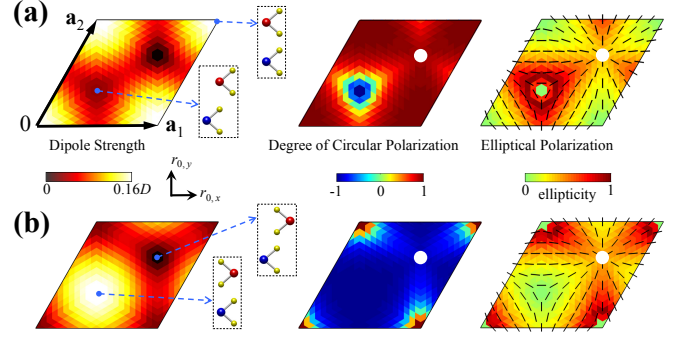 (a)
a2
0
a1
Dipole Strength
Degree of Circular Polarization
Elliptical Polarization
0 0.16D
r0,y
r0,x
-1 0 1
0 ellipticity 1
(b)